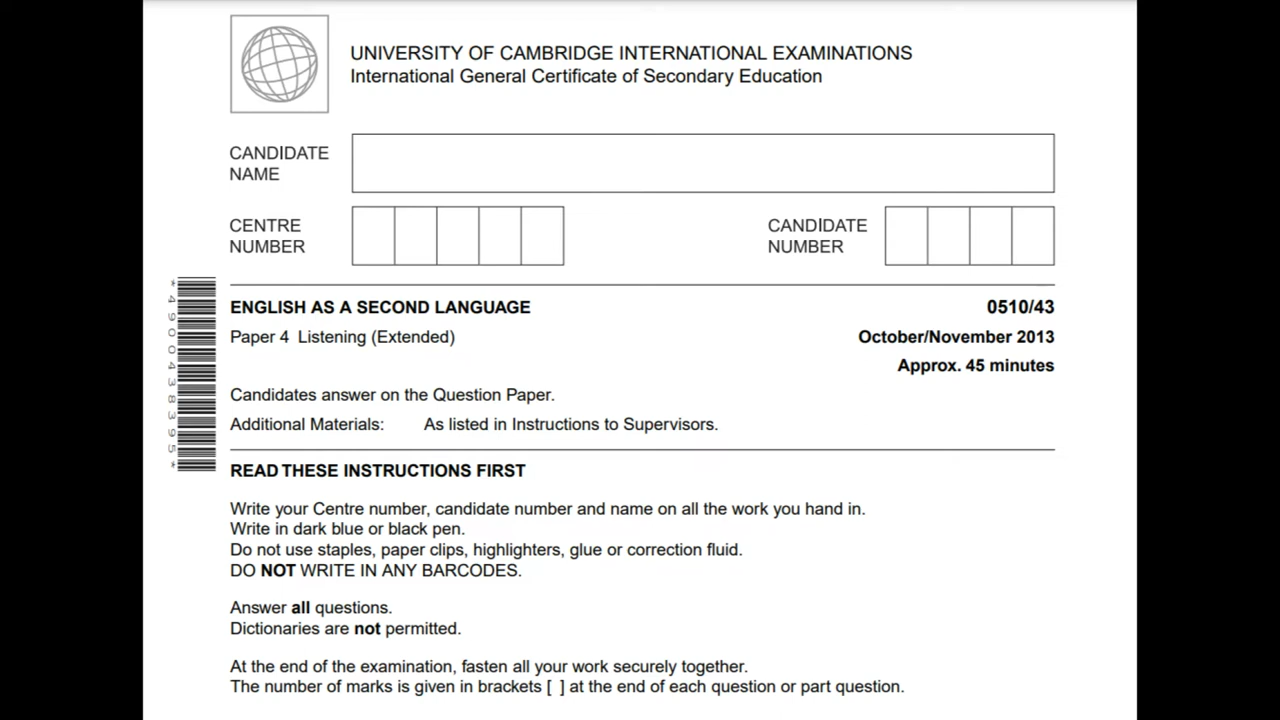 UNIVERSITY OF CAMBRIDGE INTERNATIONAL EXAMINATIONS
International General Certificate of Secondary Education
CANDIDATE
NAME
CENTRE
NUMBER
CANDIDATE
NUMBER
*4900438395*
ENGLISH AS A SECOND LANGUAGE 0510/43
Paper 4 Listening (Extended) October/November 2013
Approx. 45 minutes
Candidates answer on the Question Paper.
Additional Materials: As listed in Instructions to Supervisors.
READ THESE INSTRUCTIONS FIRST
Write your Centre number, candidate number and name on all the work you hand in.
Write in dark blue or black pen.
Do not use staples, paper clips, highlighters, glue or correction fluid.
DO NOT WRITE IN ANY BARCODES.
Answer all questions.
Dictionaries are not permitted.
At the end of the examination, fasten all your work securely together.
The number of marks is given in brackets [ ] at the end of each question or part question.